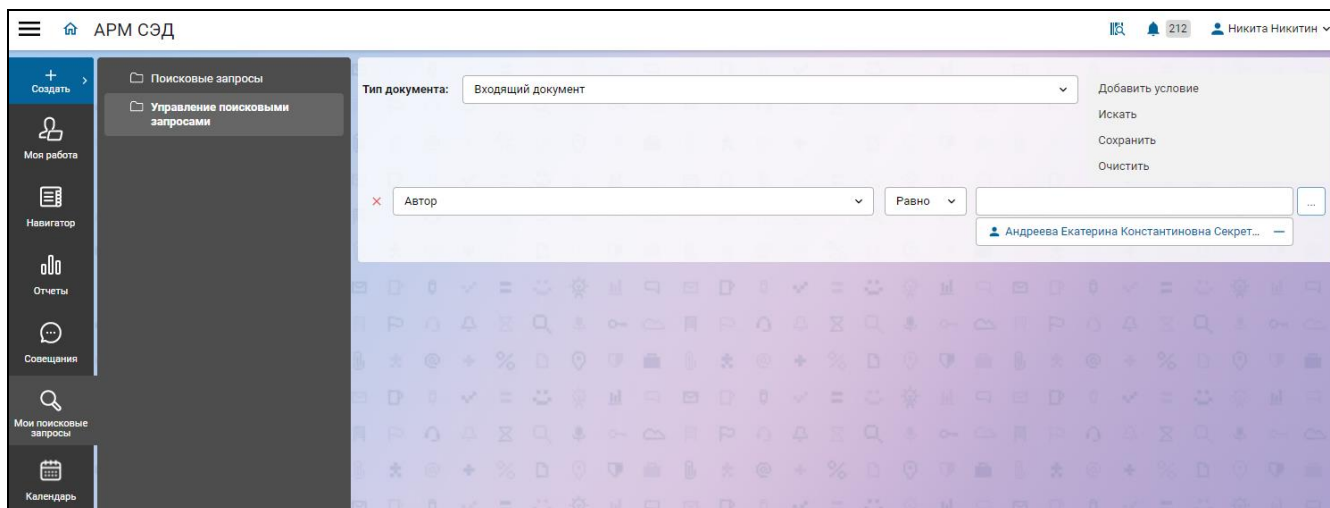 АРМ СЭД
212
Никита Никитин
Создать
Поисковые запросы
Управление поисковыми
запросами
Тип документа:
Входящий документ
Добавить условие
Искать
Сохранить
Очистить
Моя работа
Автор
Равно
...
Андреева Екатерина Константиновна Секрет...
Навигатор
Отчеты
Совещания
Мои поисковые
запросы
Календарь